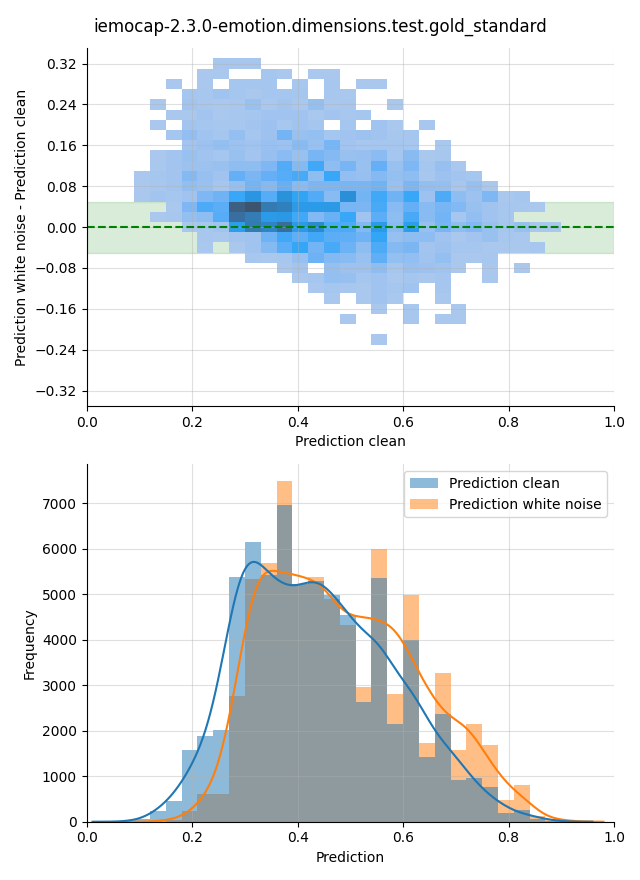 iemocap-2.3.0-emotion.dimensions.test.gold_standard
Prediction white noise - Prediction clean
0.32
0.24
0.16
0.08
0.00
−0.08
−0.16
−0.24
−0.32
0.0 0.2 0.4 0.6 0.8 1.0
Prediction clean
Frequency
7000
6000
5000
4000
3000
2000
1000
0
Prediction clean
Prediction white noise
0.0 0.2 0.4 0.6 0.8 1.0
Prediction